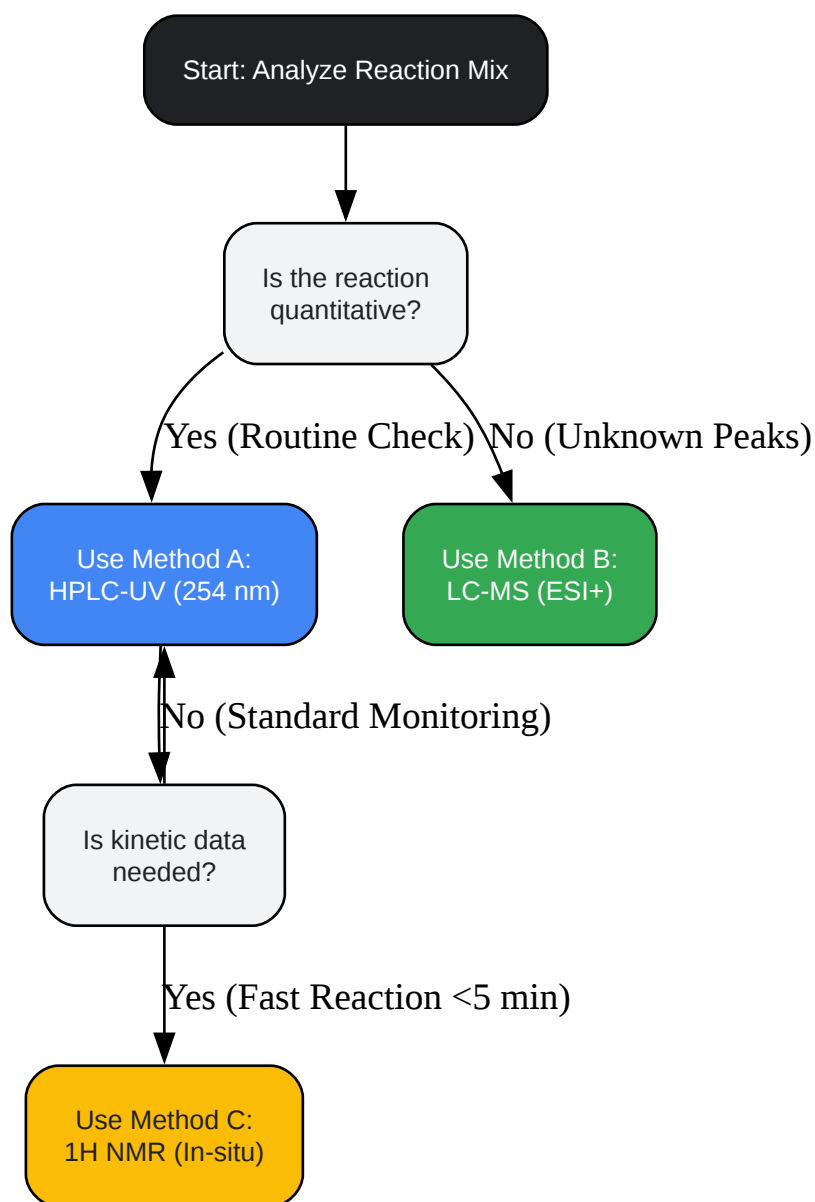 Start: Analyze Reaction Mix
Is the reaction
quantitative?
Yes (Routine Check)
No (Unknown Peaks)
Use Method A:
HPLC-UV (254 nm)
Use Method B:
LC-MS (ESI+)
No (Standard Monitoring)
Is kinetic data
needed?
Yes (Fast Reaction <5 min)
Use Method C:
1H NMR (In-situ)